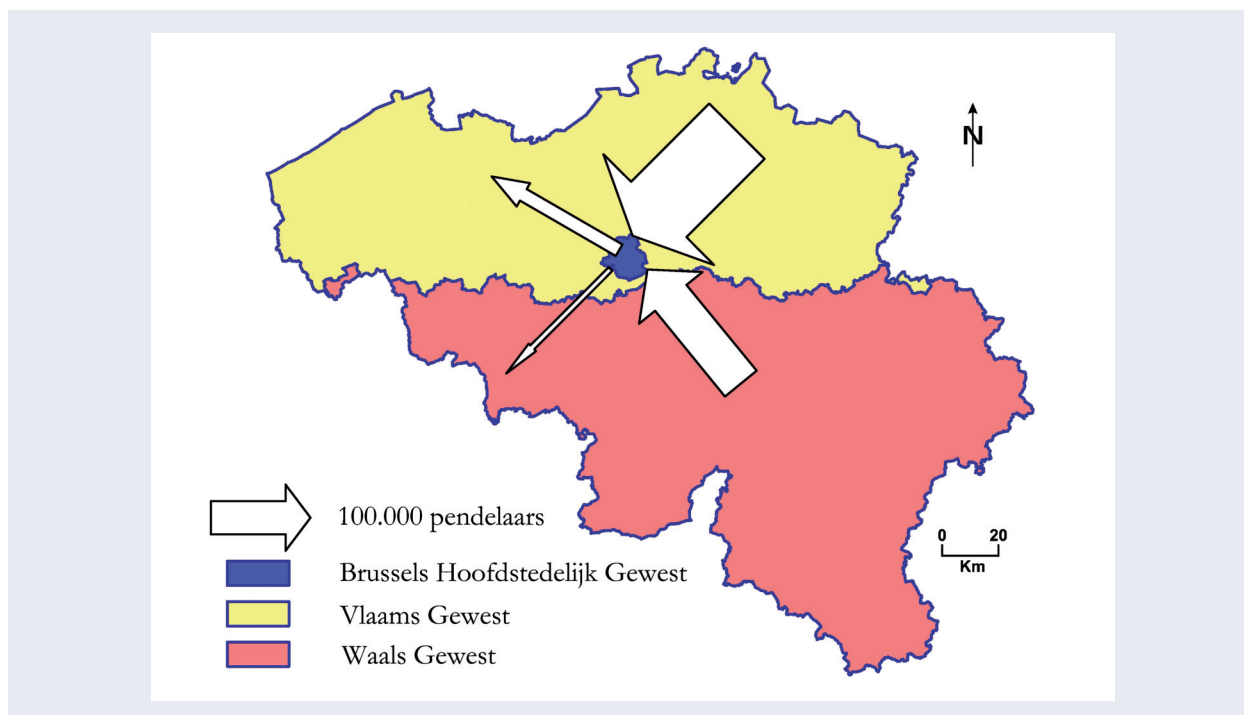 N
100.000 pendelaars
Brussels Hoofdstedelijk Gewest
Vlaams Gewest
Waals Gewest
0 20
Km